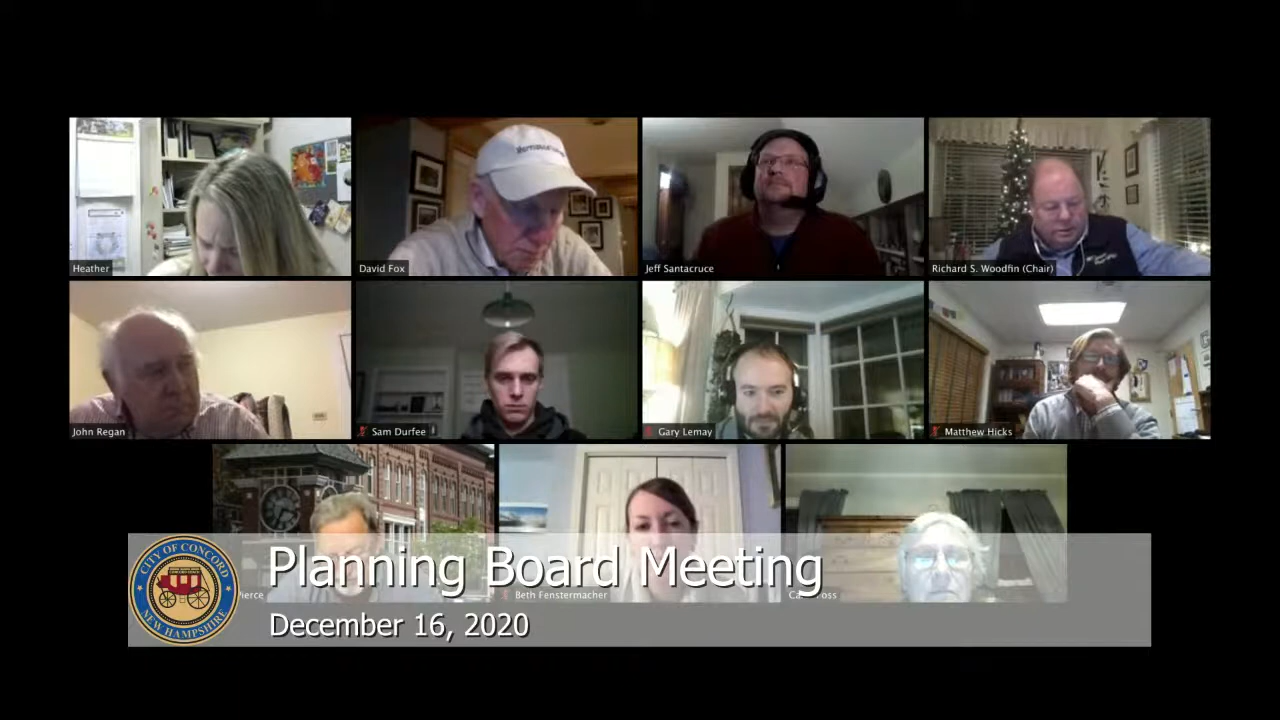 Heather
David Fox
Jeff Santacruce
Richard S. Woodfin (Chair)
John Regan
Sam Durfee
Gary Lemay
Matthew Hicks
Beth Fenstermacher
Planning Board Meeting
December 16, 2020
CITY OF CONCORD
NEW HAMPSHIRE